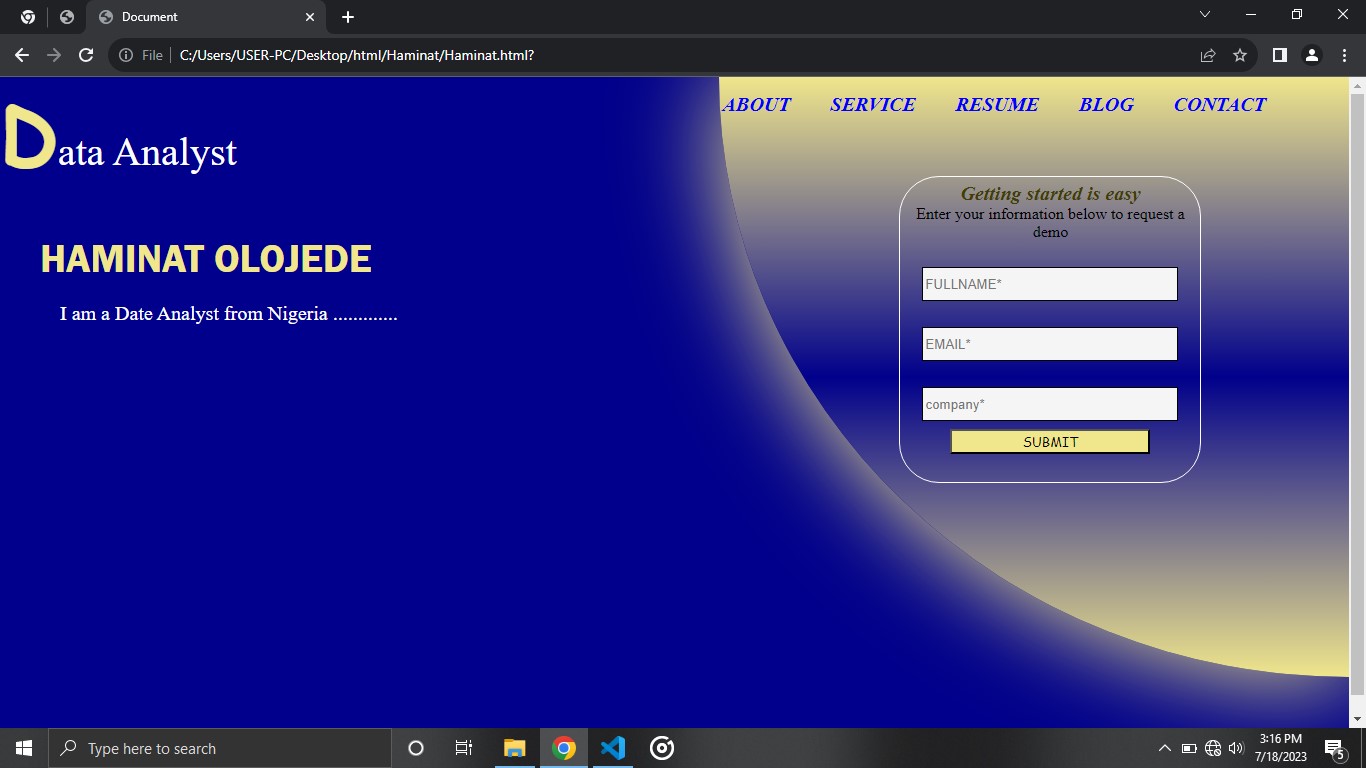 Document
File
C:/Users/USER-PC/Desktop/html/Haminat/Haminat.html?
ABOUT SERVICE RESUME BLOG CONTACT
Data Analyst
HAMINAT OLOJEDE
I am a Date Analyst from Nigeria .............
Getting started is easy
Enter your information below to request a
demo
FULLNAME*
EMAIL*
company*
SUBMIT
Type here to search
3:16 PM
7/18/2023
5